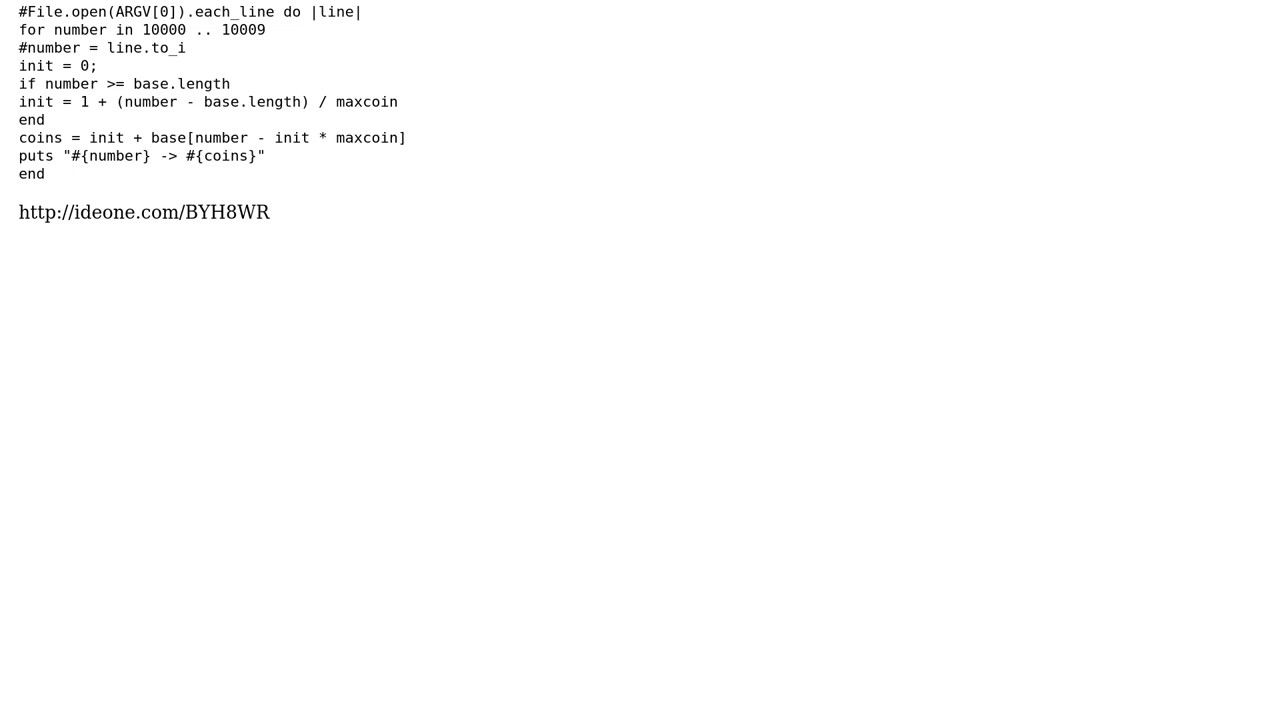 #File.open(ARGV[0]).each_line do |line|
for number in 10000 .. 10009
#number = line.to_i
init = 0;
if number >= base.length
init = 1 + (number - base.length) / maxcoin
end
coins = init + base[number - init * maxcoin]
puts "#{number} -> #{coins}"
end
http://ideone.com/BYH8WR